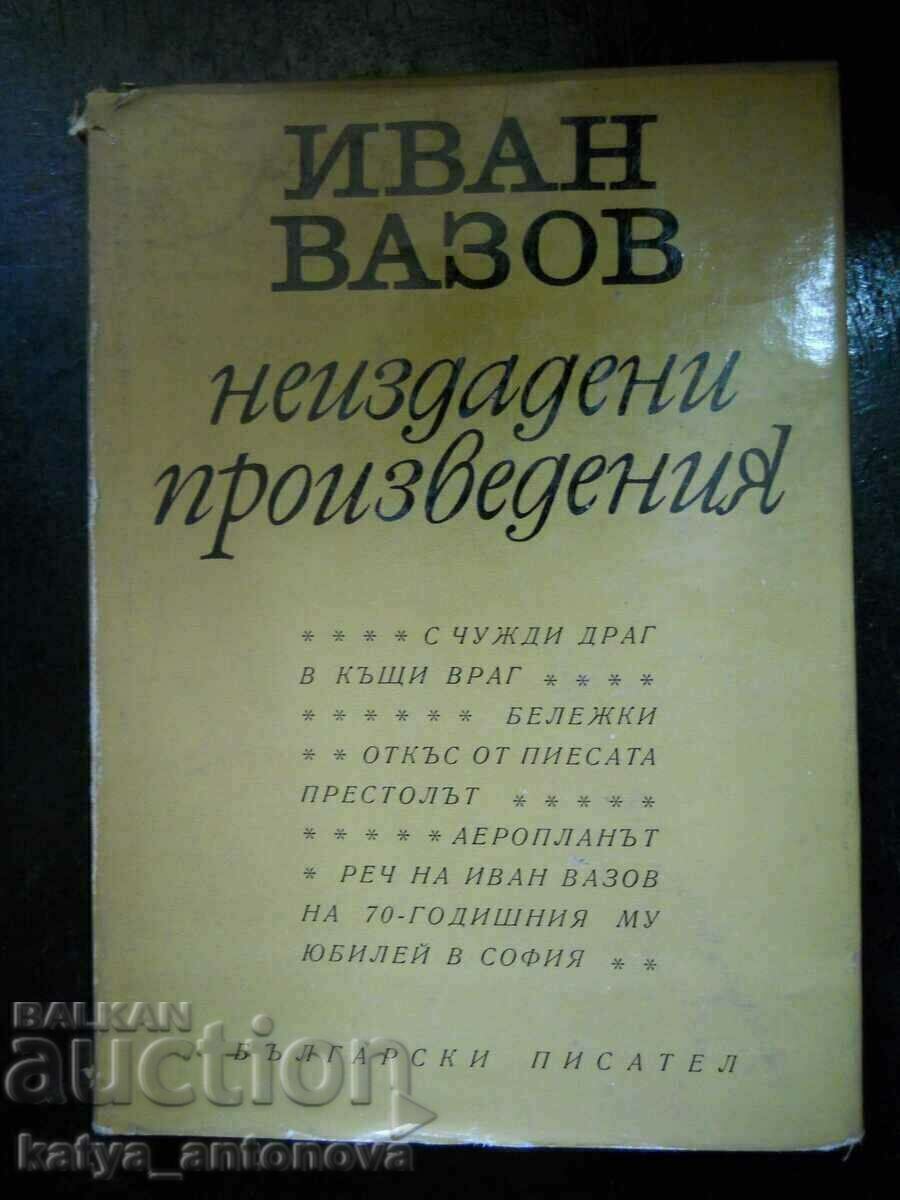 ИВАН
ВАЗОВ
неиздадени
произведения
* * * * С ЧУЖДИ ДРАГ
В КЪЩИ ВРАГ * * * *
* * * * * * БЕЛЕЖКИ
* * ОТКЪС ОТ ПИЕСАТА
ПРЕСТОЛЪТ * * * * *
* * * * * АЕРОПЛАНЪТ
* РЕЧ НА ИВАН ВАЗОВ
НА 70-ГОДИШНИЯ МУ
ЮБИЛЕЙ В СОФИЯ * *
БЪЛГАРСКИ ПИСАТЕЛ
BALKAN
auction
katya_antonova